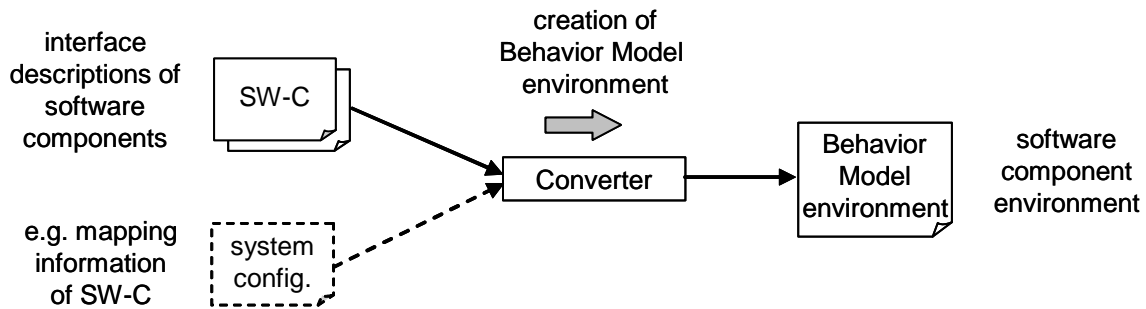 interface
descriptions of
software
components
SW-C
creation of
Behavior Model
environment
Converter
Behavior
Model
environment
software
component
environment
e.g. mapping
information
of SW-C
system
config.